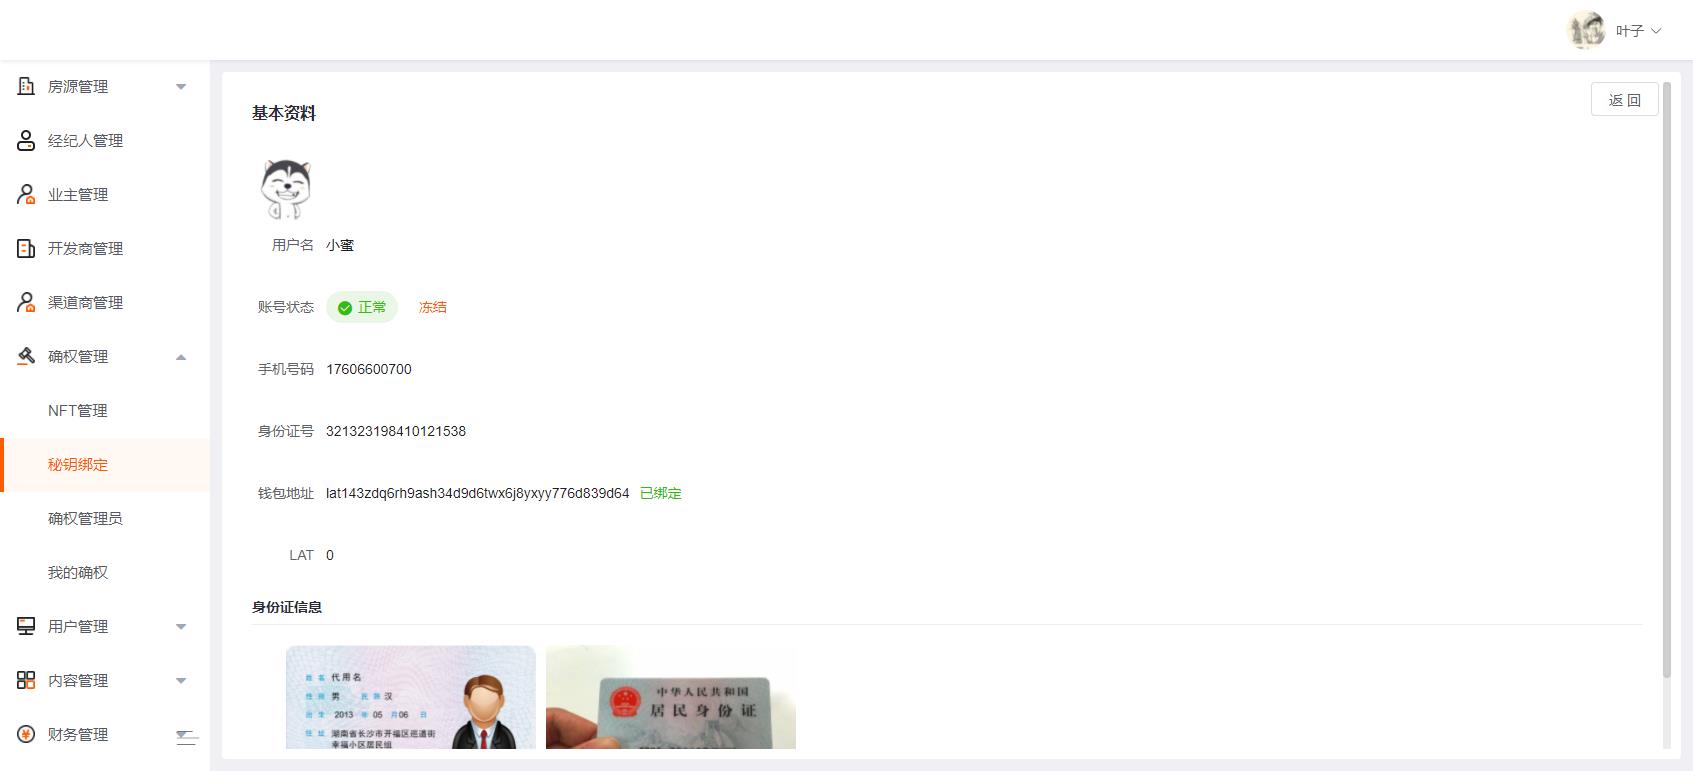 叶子
房源管理
经纪人管理
业主管理
开发商管理
渠道商管理
确权管理
NFT管理
秘钥绑定
确权管理员
我的确权
用户管理
内容管理
财务管理
返 回
基本资料
用户名 小蜜
账号状态 正常 冻结
手机号码 17606600700
身份证号 321323198410121538
钱包地址 lat143zdq6rh9ash34d9d6twx6j8yxyy776d839d64 已绑定
LAT 0
身份证信息
姓 名 代用名
性 别 男 民 族 汉
出 生 2013 年 05 月 06 日
住 址 湖南省长沙市开福区巡道街
幸福小区居民组
中华人民共和国
居民身份证